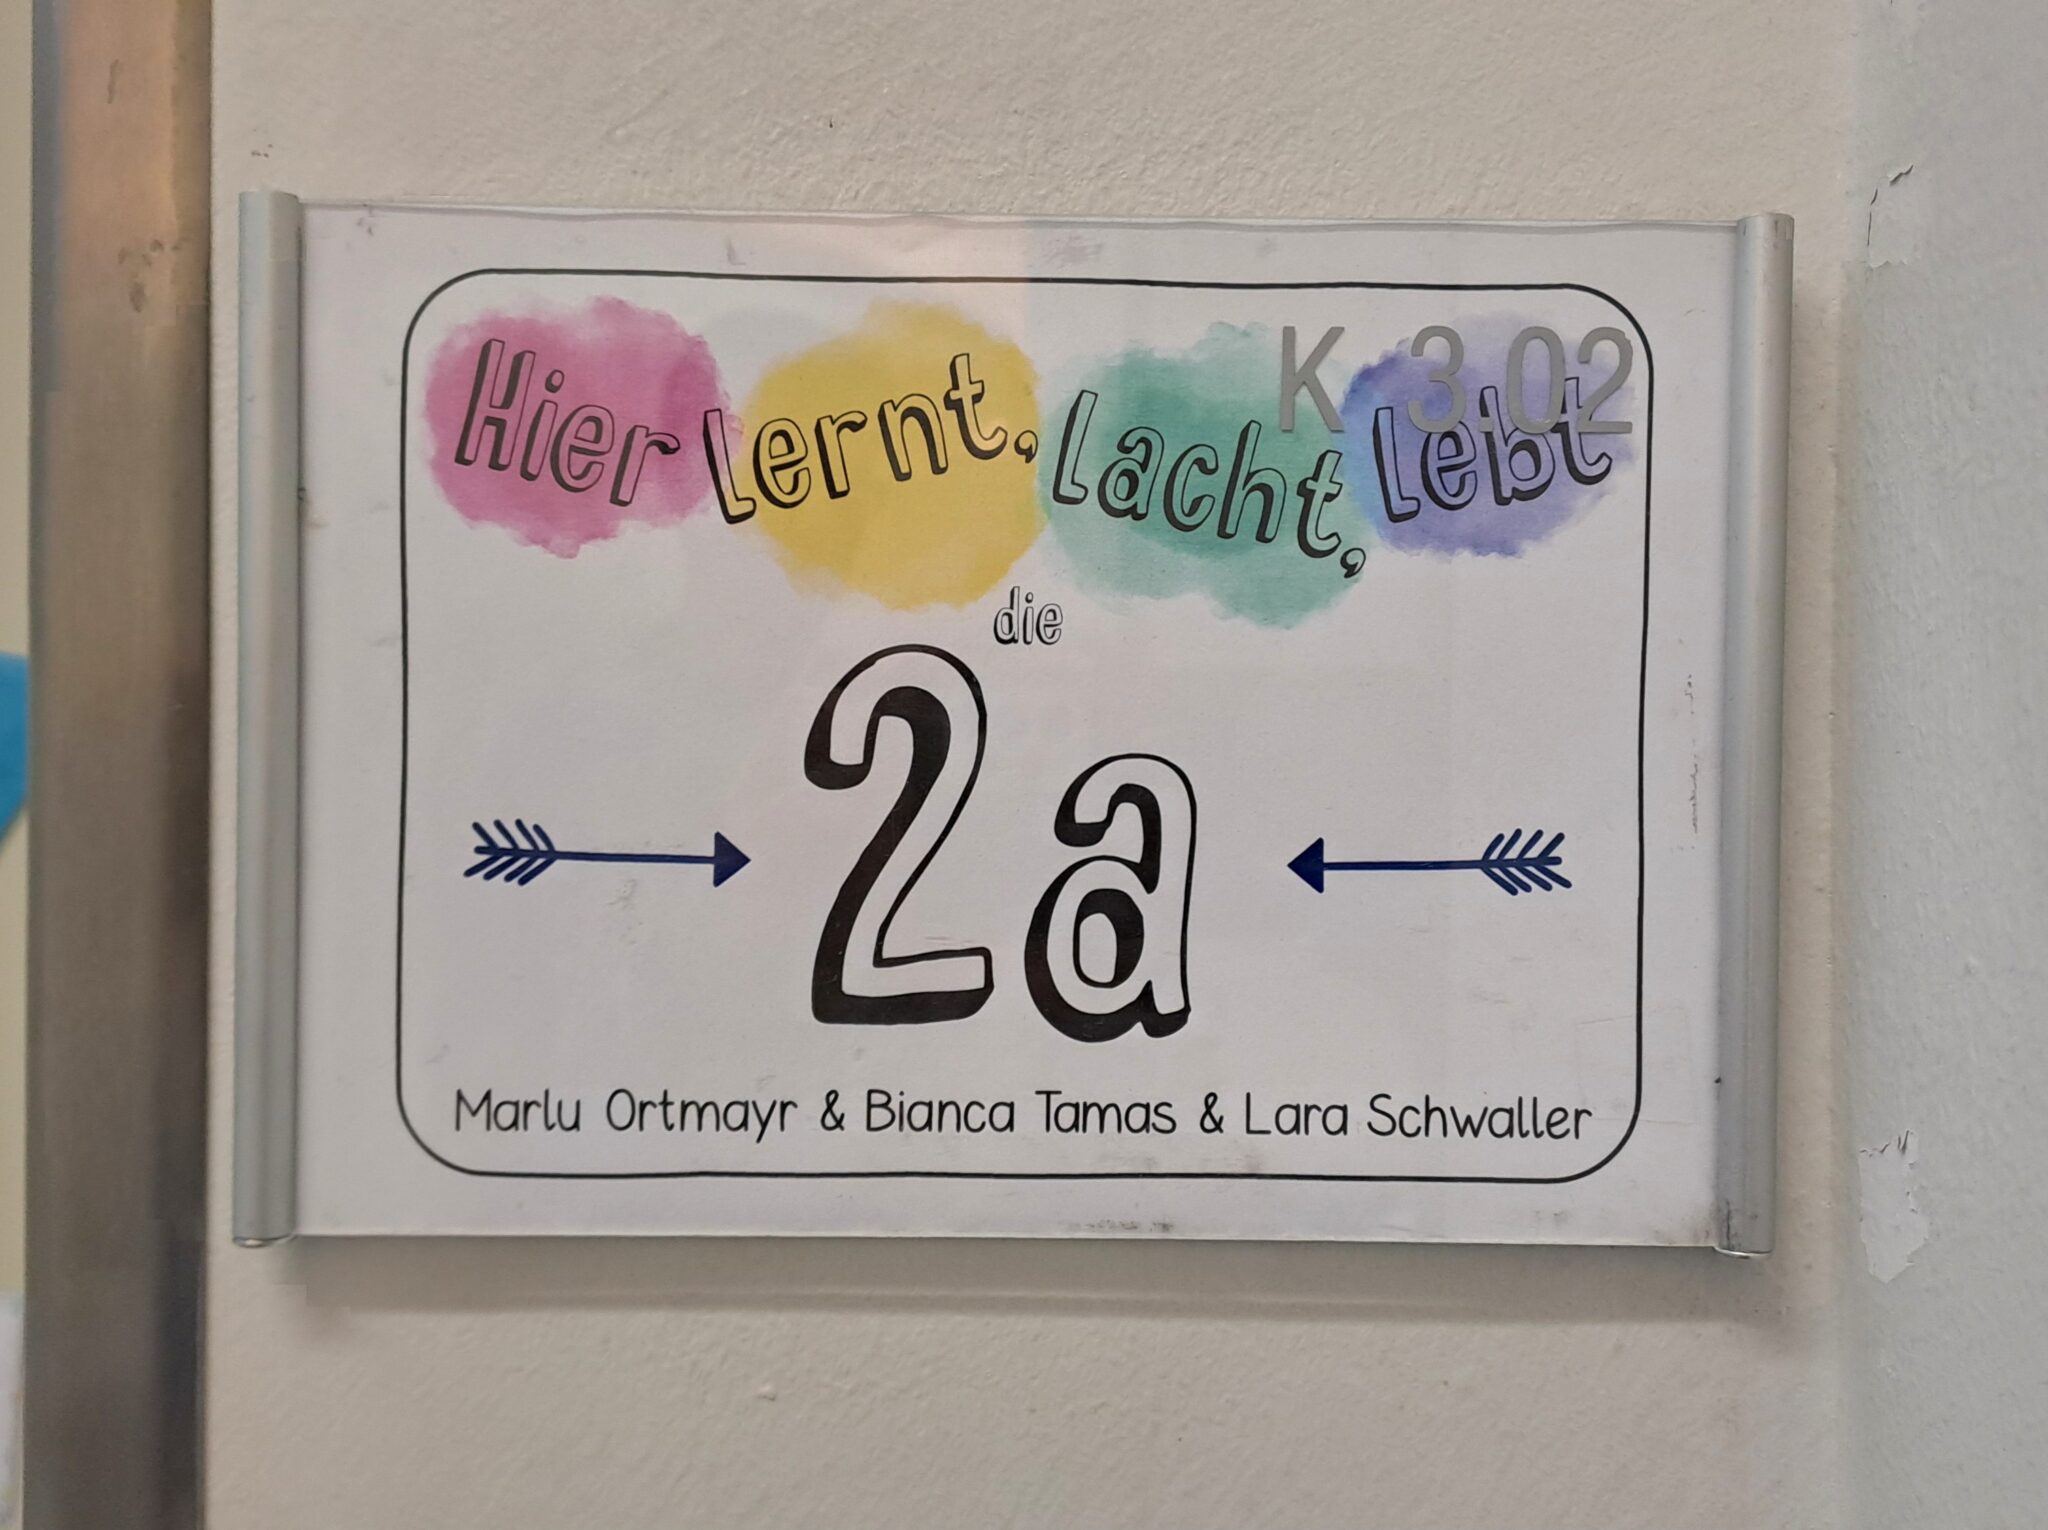 K 3.02
Hier lernt, lacht, lebt
die
2a
Marlu Ortmayr & Bianca Tamas & Lara Schwaller